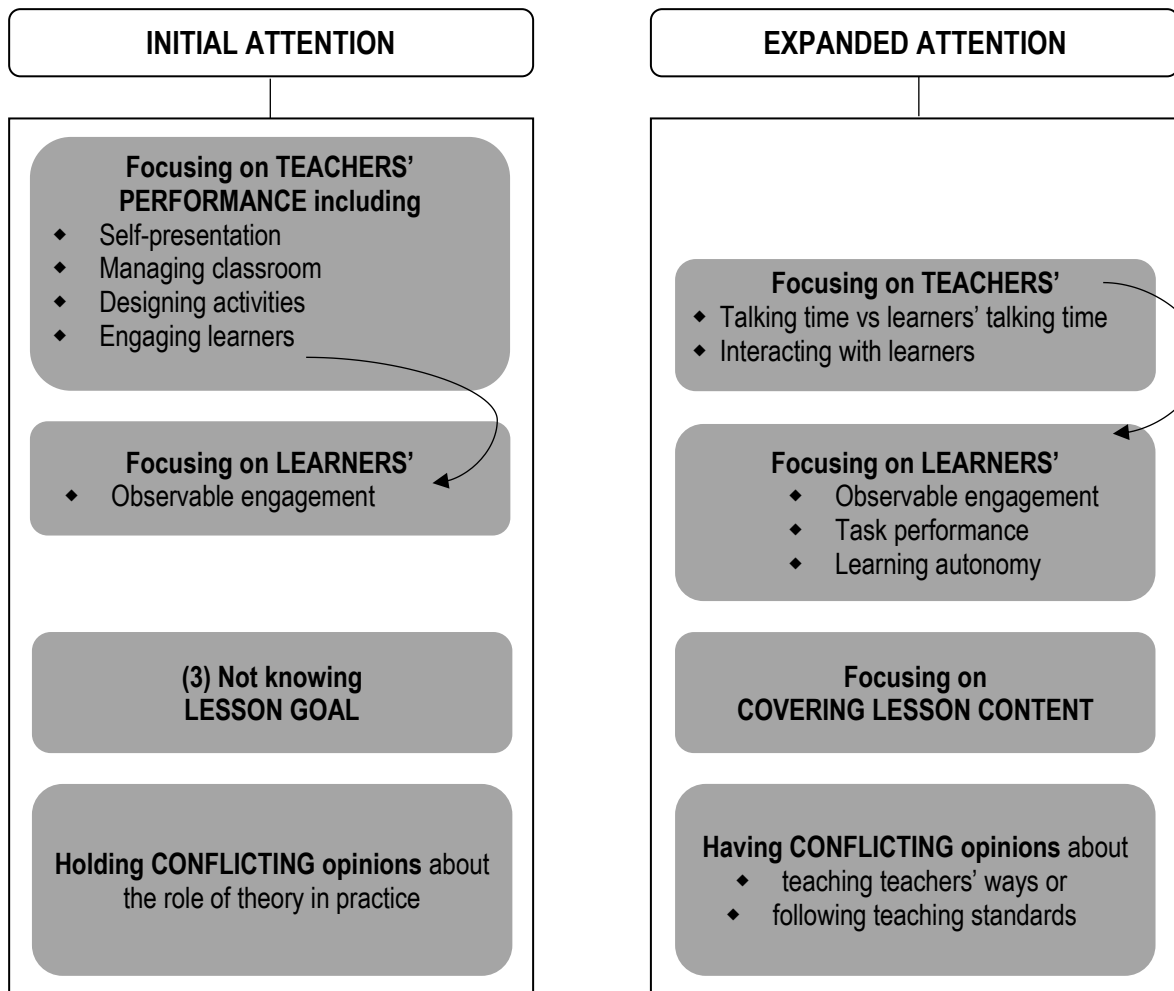 INITIAL ATTENTION
Focusing on TEACHERS’
PERFORMANCE including
◆ Self-presentation
◆ Managing classroom
◆ Designing activities
◆ Engaging learners
Focusing on LEARNERS’
◆ Observable engagement
(3) Not knowing
LESSON GOAL
Holding CONFLICTING opinions about
the role of theory in practice
EXPANDED ATTENTION
Focusing on TEACHERS’
◆ Talking time vs learners’ talking time
◆ Interacting with learners
Focusing on LEARNERS’
◆ Observable engagement
◆ Task performance
◆ Learning autonomy
Focusing on
COVERING LESSON CONTENT
Having CONFLICTING opinions about
◆ teaching teachers’ ways or
◆ following teaching standards